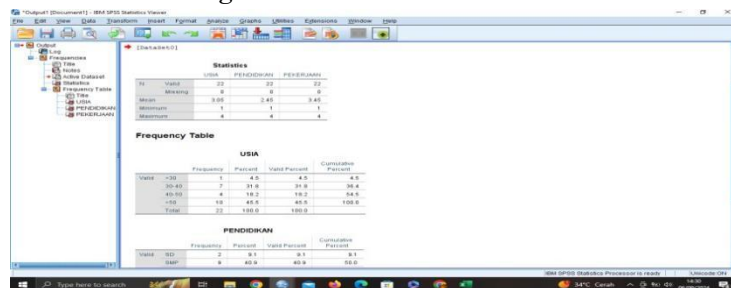 *Output1 [Document1] - IBM SPSS Statistics Viewer
File Edit View Data Transform Insert Format Analyze Graphs Utilities Extensions Window Help
Output
Log
Frequencies
Title
Notes
Active Dataset
Statistics
Frequency Table
Title
USIA
PENDIDIKAN
PEKERJAAN
[DataSet0]
Statistics
USIA PENDIDIKAN PEKERJAAN
N Valid 22 22 22
Missing 0 0 0
Mean 3.05 2.45 3.45
Minimum 1 1 1
Maximum 4 4 4
Frequency Table
USIA
Frequency Percent Valid Percent Cumulative Percent
Valid <30 1 4.5 4.5 4.5
30-40 7 31.8 31.8 36.4
40-50 4 18.2 18.2 54.5
>50 10 45.5 45.5 100.0
Total 22 100.0 100.0
PENDIDIKAN
Frequency Percent Valid Percent Cumulative Percent
Valid SD 2 9.1 9.1 9.1
SMP 9 40.9 40.9 50.0
IBM SPSS Statistics Processor is ready Unicode:ON
Type here to search
34°C Cerah
14:30